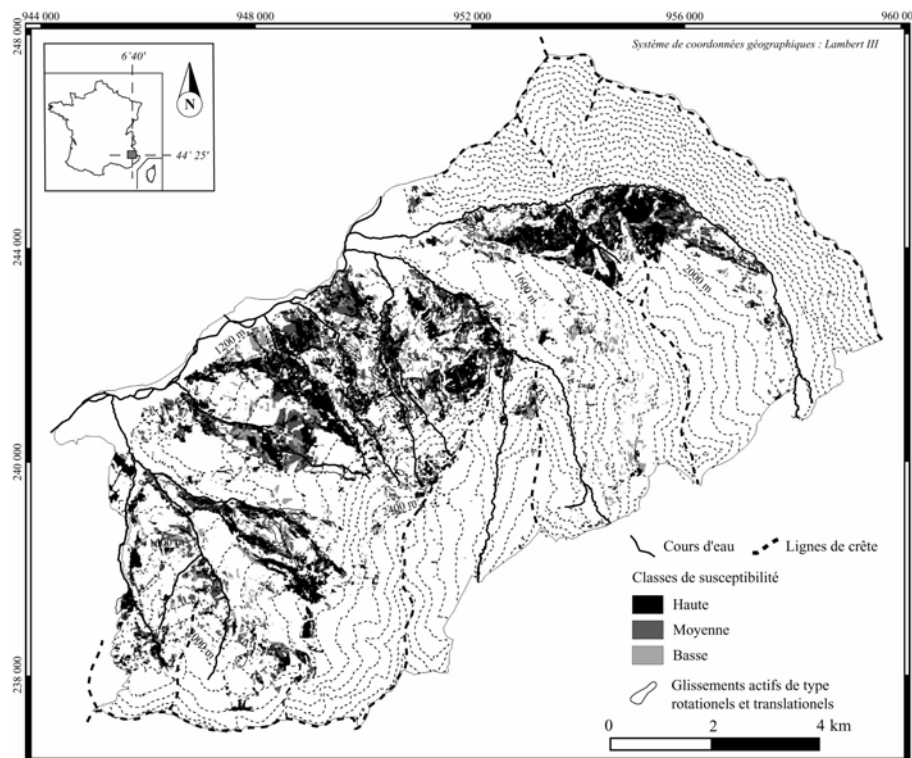 944 000
948 000
952 000
956 000
960 000
248 000
244 000
240 000
238 000
Système de coordonnées géographiques : Lambert III
6°40'
N
44° 25'
1600 m.
2000 m.
1200 m.
2400 m.
Cours d'eau
Lignes de crête
Classes de susceptibilité
Haute
Moyenne
Basse
Glissements actifs de type
rotationels et translationels
0
2
4 km